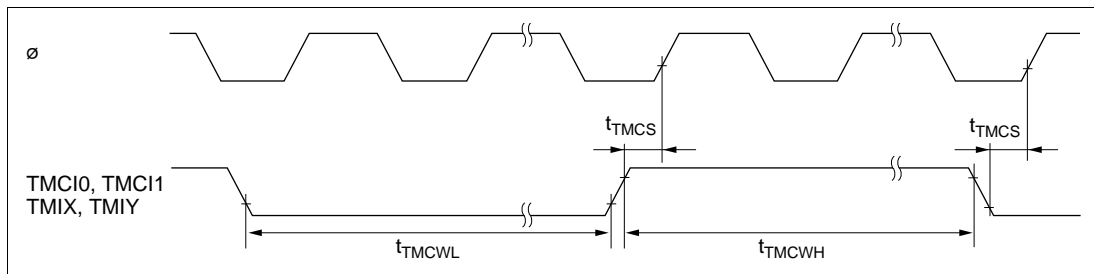 ø
tTMCS
tTMCS
TMCI0, TMCI1
TMIX, TMIY
tTMCWL
tTMCWH